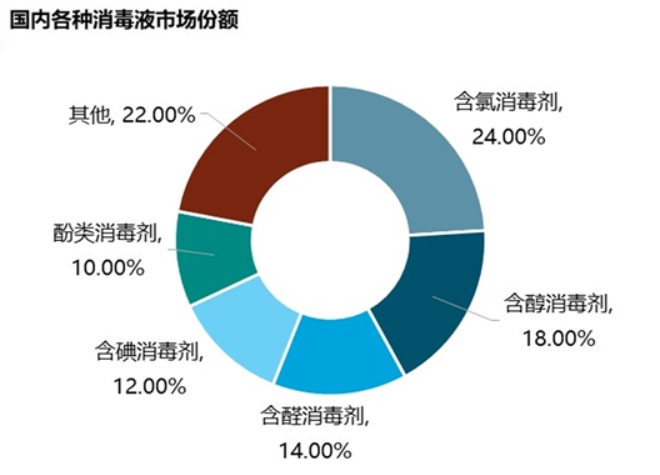 国内各种消毒液市场份额
含氯消毒剂,
24.00%
含醇消毒剂,
18.00%
含醛消毒剂,
14.00%
含碘消毒剂,
12.00%
酚类消毒剂,
10.00%
其他, 22.00%